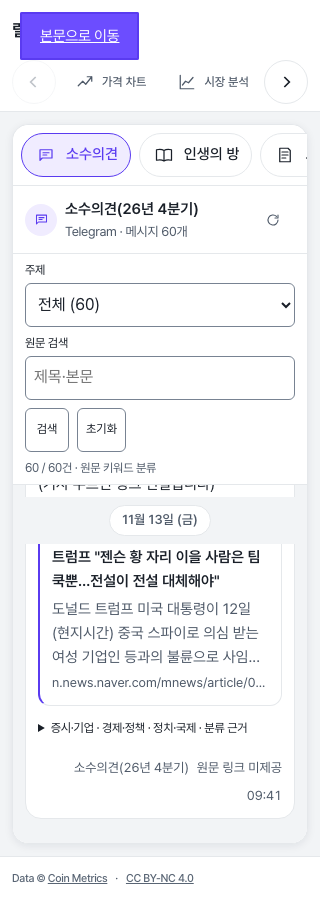 본문으로 이동
가격 차트
시장 분석
소수의견
인생의 방
소수의견(26년 4분기)
Telegram · 메시지 60개
주제
전체 (60)
원문 검색
제목·본문
검색
초기화
60 / 60건 · 원문 키워드 분류
11월 13일 (금)
트럼프 "젠슨 황 자리 이을 사람은 팀
쿡뿐...전설이 전설 대체해야"
도널드 트럼프 미국 대통령이 12일
(현지시간) 중국 스파이로 의심 받는
여성 기업인 등과의 불륜으로 사임...
n.news.naver.com/mnews/article/0...
▶ 증시·기업 · 경제·정책 · 정치·국제 · 분류 근거
소수의견(26년 4분기) 원문 링크 미제공
09:41
Data © Coin Metrics · CC BY-NC 4.0